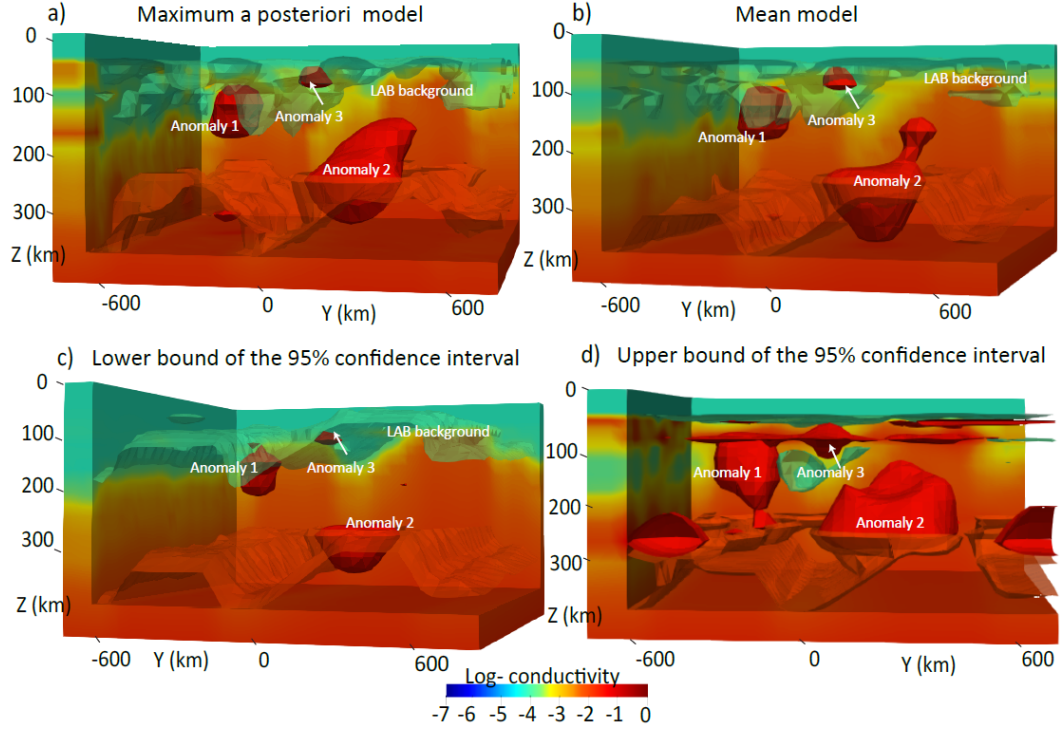 a) Maximum a posteriori model
0
100
200
300
Z (km)
-600
0
600
Y (km)
Anomaly 1
Anomaly 3
LAB background
Anomaly 2
b) Mean model
0
100
200
300
Z (km)
-600
0
600
Y (km)
Anomaly 1
Anomaly 3
LAB background
Anomaly 2
c) Lower bound of the 95% confidence interval
0
100
200
300
Z (km)
-600
Y (km)
0
600
Anomaly 1
Anomaly 3
LAB background
Anomaly 2
d) Upper bound of the 95% confidence interval
0
100
200
300
Z (km)
-600
0
Y (km)
600
Anomaly 1
Anomaly 3
Anomaly 2
Log- conductivity
-7 -6 -5 -4 -3 -2 -1 0